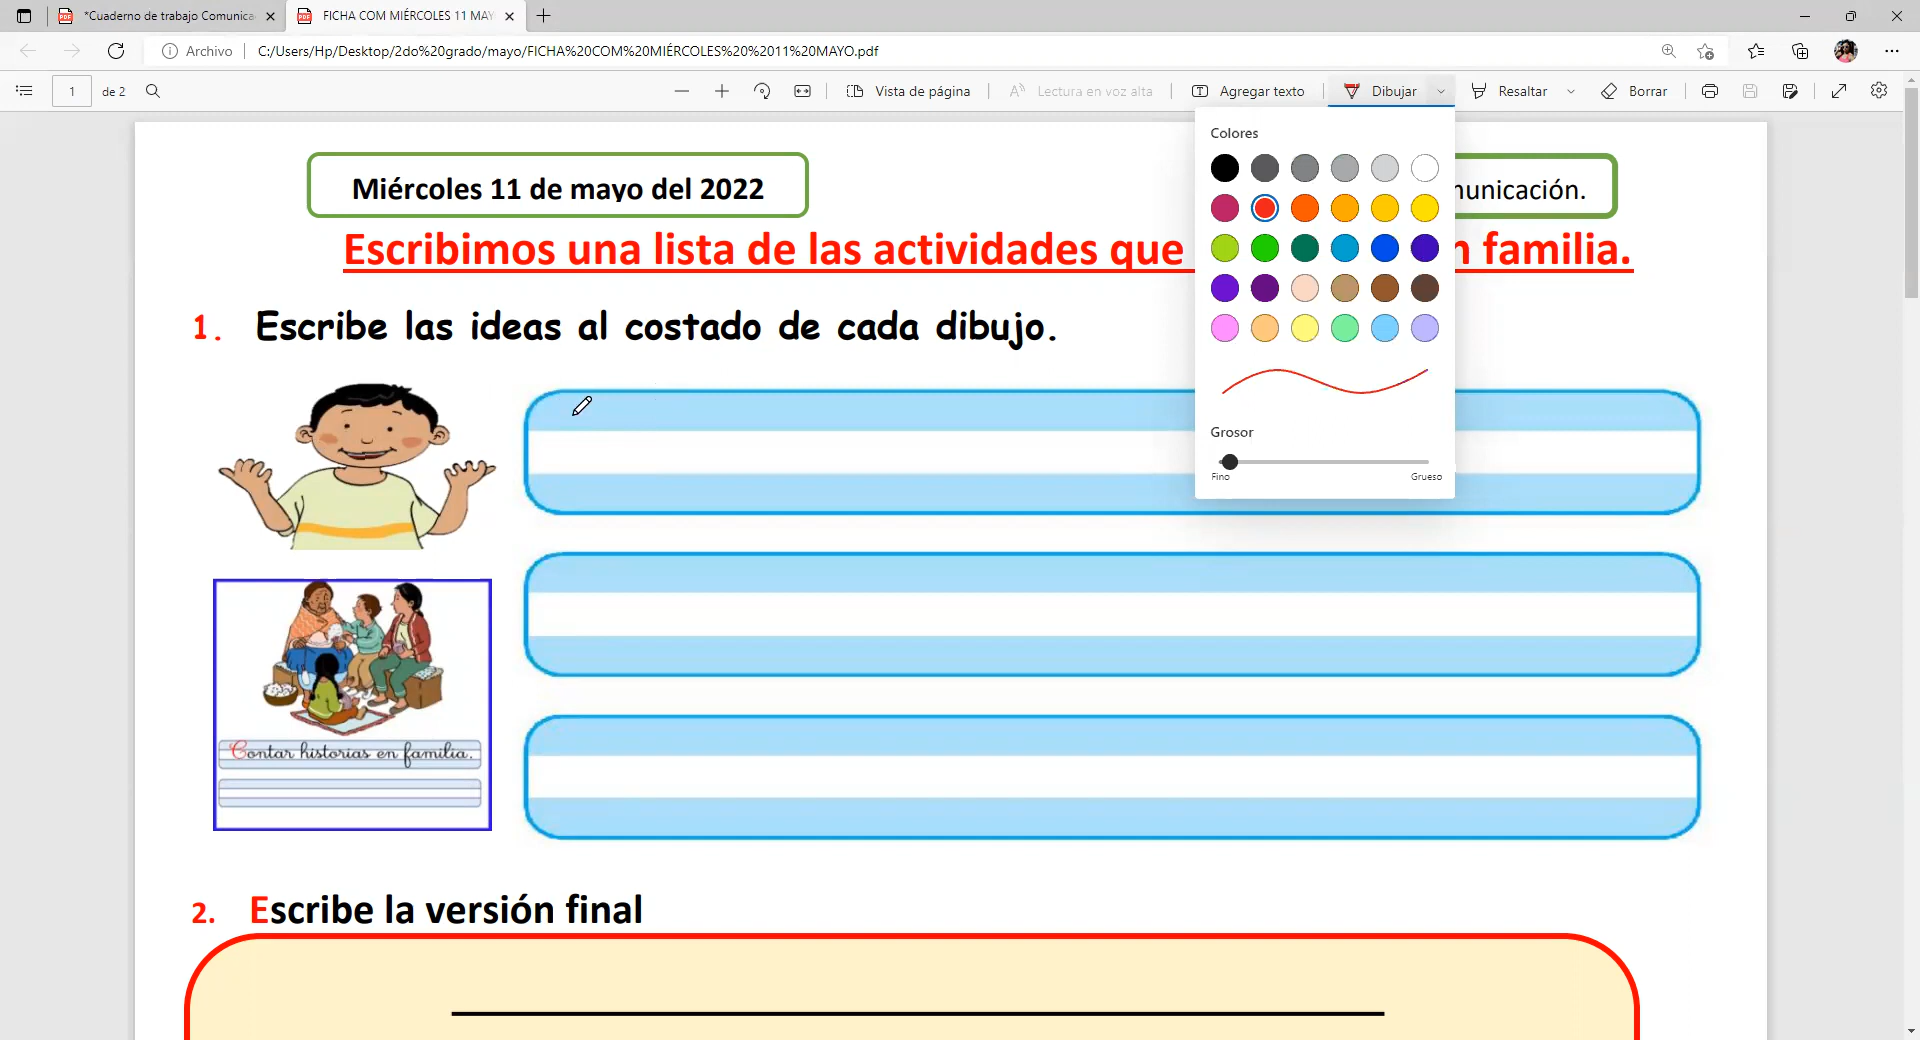 *Cuaderno de trabajo Comunica
FICHA COM MIÉRCOLES 11 MAY
Archivo
C:/Users/Hp/Desktop/2do%20grado/mayo/FICHA%20COM%20MIÉRCOLES%20%2011%20MAYO.pdf
1 de 2
Vista de página
Lectura en voz alta
Agregar texto
Dibujar
Resaltar
Borrar
Colores
Grosor
Fino
Grueso
Miércoles 11 de mayo del 2022
municación.
Escribimos una lista de las actividades que
n familia.
1. Escribe las ideas al costado de cada dibujo.
Contar historias en familia.
2. Escribe la versión final